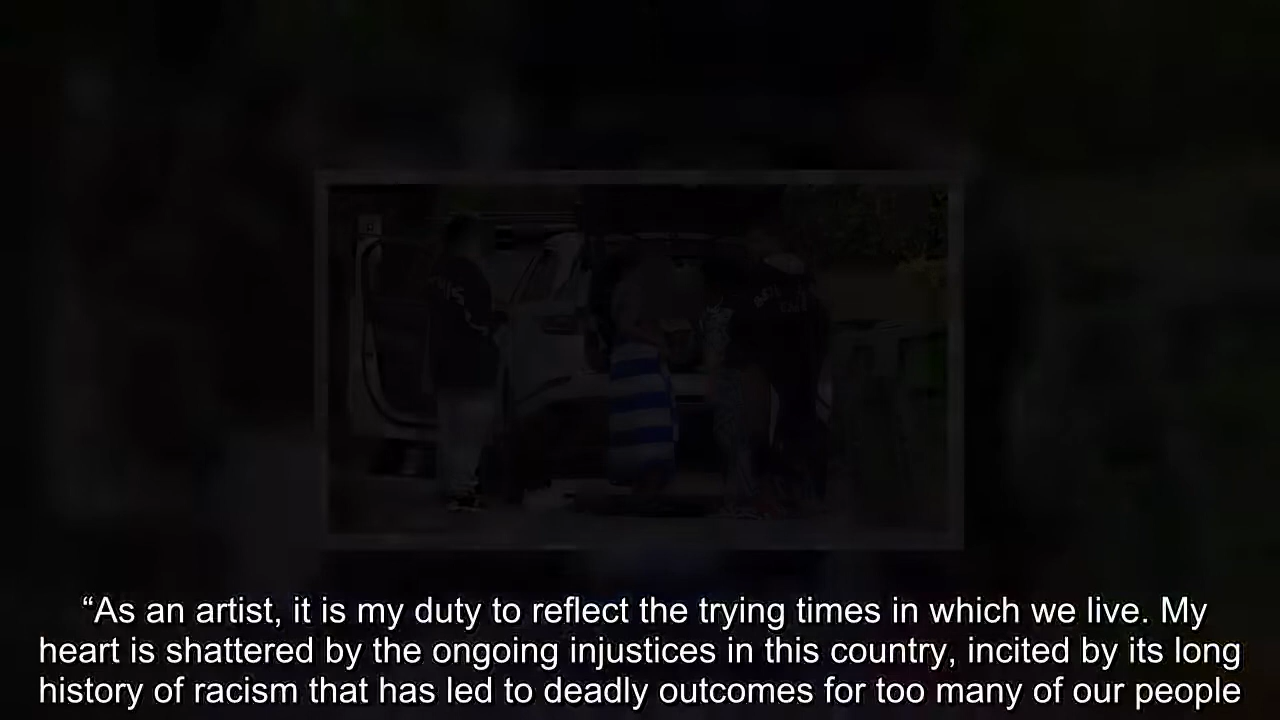 “As an artist, it is my duty to reflect the trying times in which we live. My
heart is shattered by the ongoing injustices in this country, incited by its long
history of racism that has led to deadly outcomes for too many of our people